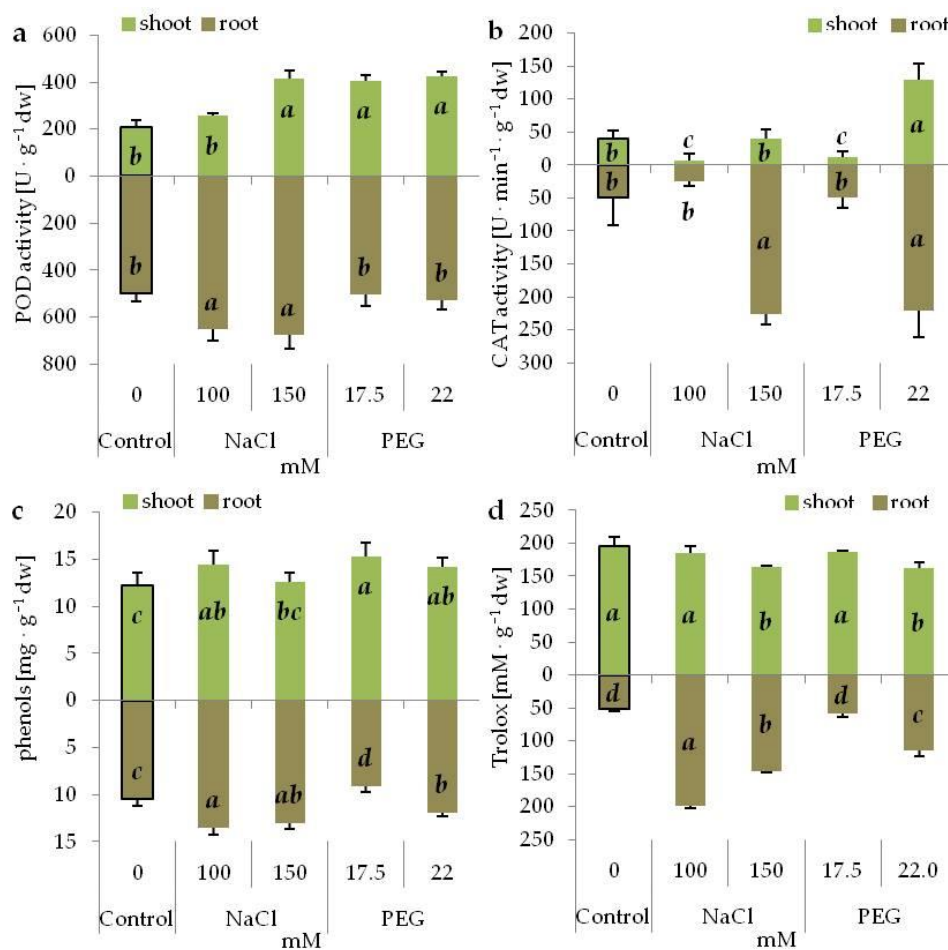 a
shoot root
POD activity [U · g⁻¹ dw]
600
400
200
0
200
400
600
800
b b a a a
b a a b b
0 100 150 17.5 22
Control NaCl PEG
mM
b
shoot root
CAT activity [U · min⁻¹ · g⁻¹ dw]
200
150
100
50
0
50
100
150
200
250
300
b c b c a
b b a b a
0 100 150 17.5 22
Control NaCl PEG
mM
c
shoot root
phenols [mg · g⁻¹ dw]
20
15
10
5
0
5
10
15
c ab bc a ab
c a ab d b
0 100 150 17.5 22
Control NaCl PEG
mM
d
shoot root
Trolox [mM · g⁻¹ dw]
250
200
150
100
50
0
50
100
150
200
250
a a b a b
d a b d c
0 100 150 17.5 22.0
Control NaCl PEG
mM